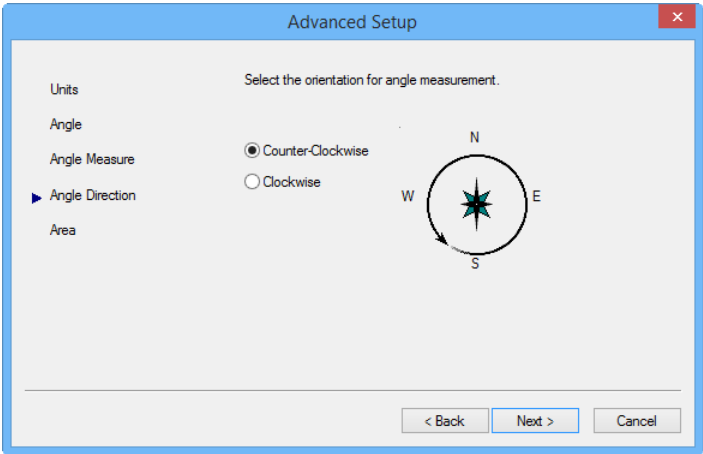 Advanced Setup
Units
Angle
Angle Measure
Angle Direction
Area
Select the orientation for angle measurement.
Counter-Clockwise
Clockwise
N
W
E
S
< Back
Next >
Cancel